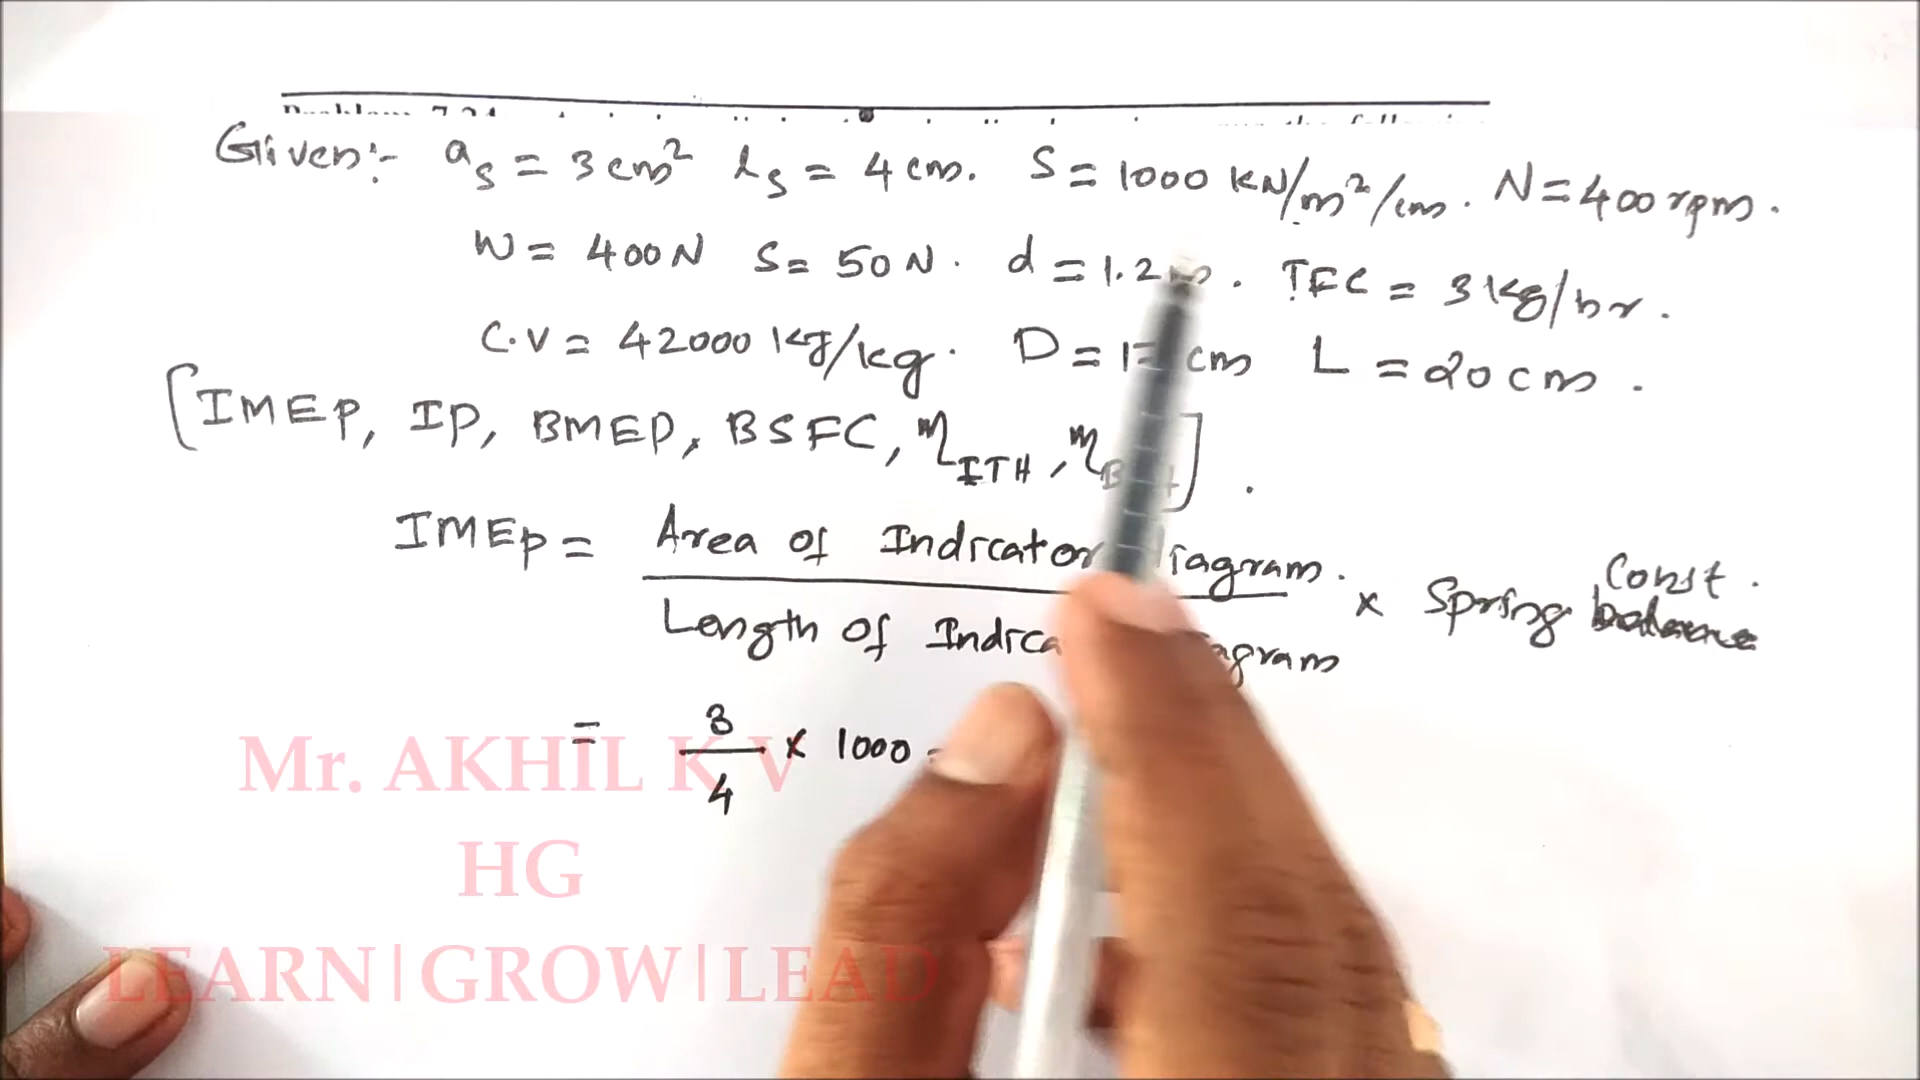 Given:- as = 3 cm² ls = 4 cm. S = 1000 KN/m²/cm. N = 400 rpm.
W = 400 N S = 50 N. d = 1.2 m. TFC = 3 kg/hr.
C.V = 42000 KJ/kg. D = cm L = 20 cm.
[IMEP, IP, BMEP, BSFC, ηITH, η ]
IMEP = Area of Indicator Diagram. × Spring Const.
Length of Diagram
= 3/4 × 1000 =
Mr. AKHIL K V
HG
LEARN|GROW|LEAD